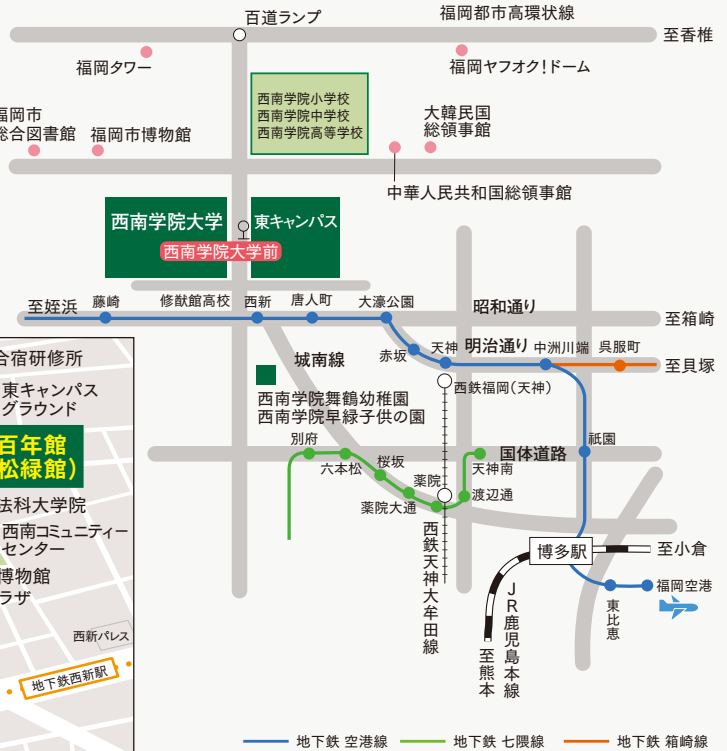 百道ランプ
福岡都市高環状線
至香椎
福岡タワー
福岡ヤフオク!ドーム
西南学院小学校
西南学院中学校
西南学院高等学校
福岡市
総合図書館
福岡市博物館
大韓民国
総領事館
中華人民共和国総領事館
西南学院大学
東キャンパス
西南学院大学前
至姪浜
藤崎
修猷館高校
西新
唐人町
大濠公園
昭和通り
至箱崎
赤坂
天神
明治通り
中洲川端
呉服町
至貝塚
城南線
西鉄福岡(天神)
西南学院舞鶴幼稚園
西南学院早緑子供の園
別府
六本松
桜坂
薬院
薬院大通
渡辺通
天神南
国体道路
祇園
西鉄天神大牟田線
博多駅
至小倉
福岡空港
東比恵
JR鹿児島本線
至熊本
合宿研修所
東キャンパス
グラウンド
百年館
松緑館)
法科大学院
西南コミュニティー
センター
博物館
ラザ
西新パレス
地下鉄西新駅
地下鉄 空港線
地下鉄 七隈線
地下鉄 箱崎線